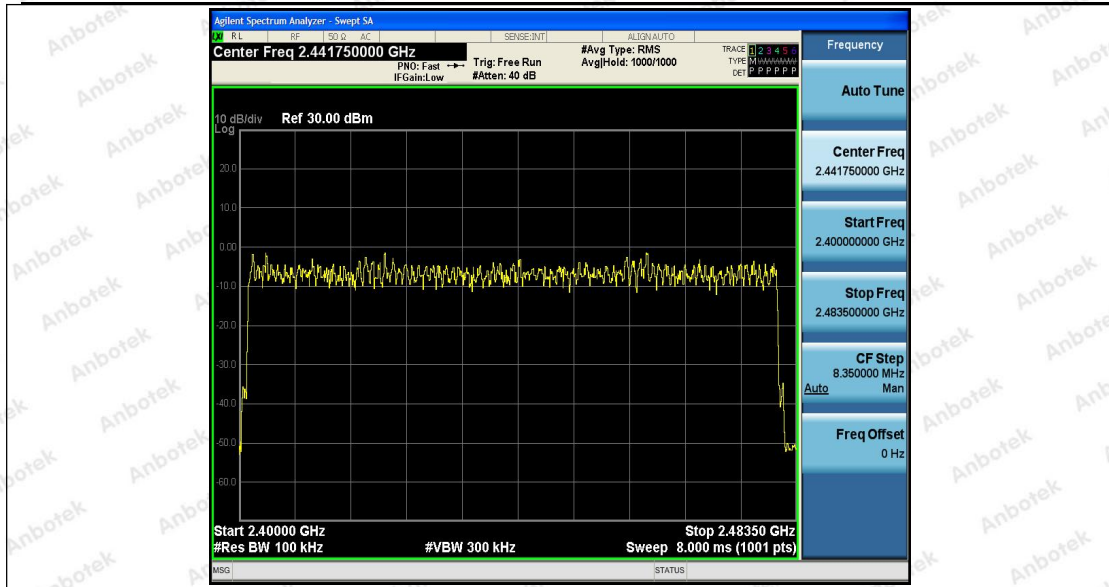 Agilent Spectrum Analyzer - Swept SA
RL RF 50 Ω AC SENSE:INT ALIGNAUTO
Center Freq 2.441750000 GHz
PNO: Fast
IFGain:Low
Trig: Free Run
#Atten: 40 dB
#Avg Type: RMS
Avg|Hold: 1000/1000
TRACE 1 2 3 4 5 6
TYPE M
DET P P P P P P
10 dB/div Ref 30.00 dBm
Log
20.0
10.0
0.00
-10.0
-20.0
-30.0
-40.0
-50.0
-60.0
Start 2.40000 GHz Stop 2.48350 GHz
#Res BW 100 kHz #VBW 300 kHz Sweep 8.000 ms (1001 pts)
MSG STATUS
Frequency
Auto Tune
Center Freq
2.441750000 GHz
Start Freq
2.400000000 GHz
Stop Freq
2.483500000 GHz
CF Step
8.350000 MHz
Auto Man
Freq Offset
0 Hz
Anbotek